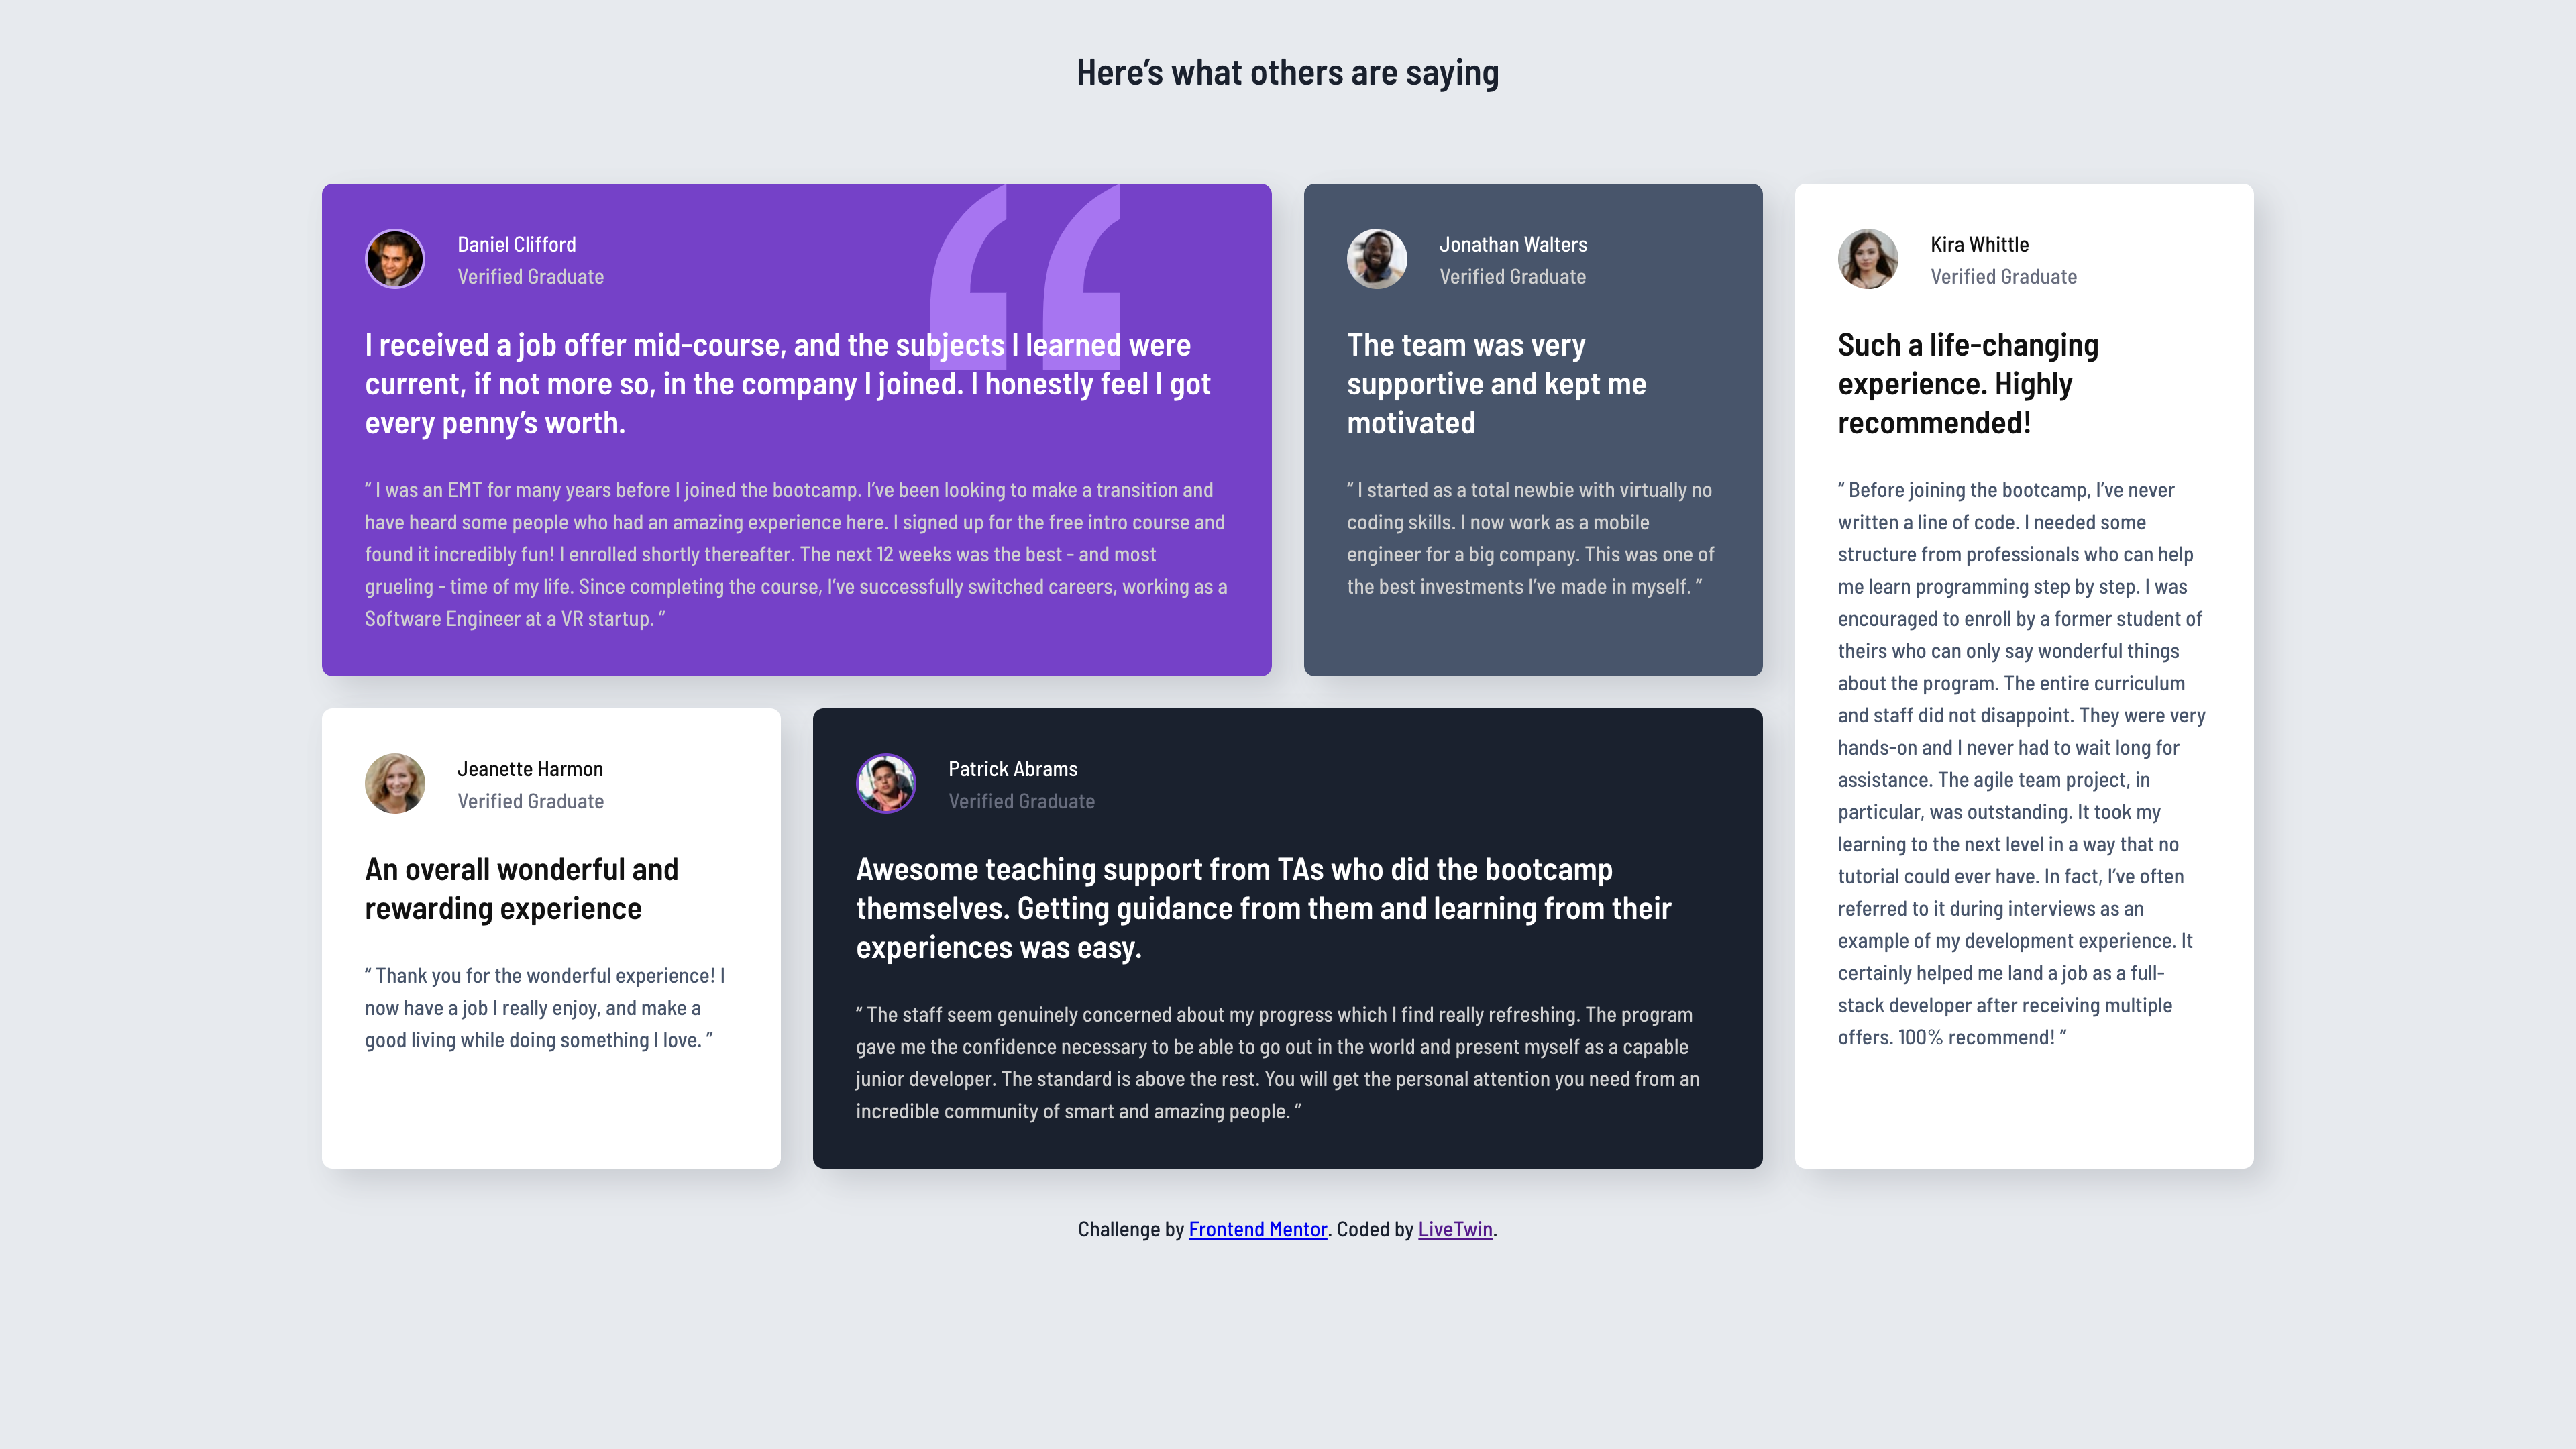 Here’s what others are saying
Daniel Clifford
Verified Graduate
I received a job offer mid-course, and the subjects I learned were
current, if not more so, in the company I joined. I honestly feel I got
every penny’s worth.
“ I was an EMT for many years before I joined the bootcamp. I’ve been looking to make a transition and
have heard some people who had an amazing experience here. I signed up for the free intro course and
found it incredibly fun! I enrolled shortly thereafter. The next 12 weeks was the best - and most
grueling - time of my life. Since completing the course, I’ve successfully switched careers, working as a
Software Engineer at a VR startup. ”
Jonathan Walters
Verified Graduate
The team was very
supportive and kept me
motivated
“ I started as a total newbie with virtually no
coding skills. I now work as a mobile
engineer for a big company. This was one of
the best investments I’ve made in myself. ”
Kira Whittle
Verified Graduate
Such a life-changing
experience. Highly
recommended!
“ Before joining the bootcamp, I’ve never
written a line of code. I needed some
structure from professionals who can help
me learn programming step by step. I was
encouraged to enroll by a former student of
theirs who can only say wonderful things
about the program. The entire curriculum
and staff did not disappoint. They were very
hands-on and I never had to wait long for
assistance. The agile team project, in
particular, was outstanding. It took my
learning to the next level in a way that no
tutorial could ever have. In fact, I’ve often
referred to it during interviews as an
example of my development experience. It
certainly helped me land a job as a full-
stack developer after receiving multiple
offers. 100% recommend! ”
Jeanette Harmon
Verified Graduate
An overall wonderful and
rewarding experience
“ Thank you for the wonderful experience! I
now have a job I really enjoy, and make a
good living while doing something I love. ”
Patrick Abrams
Verified Graduate
Awesome teaching support from TAs who did the bootcamp
themselves. Getting guidance from them and learning from their
experiences was easy.
“ The staff seem genuinely concerned about my progress which I find really refreshing. The program
gave me the confidence necessary to be able to go out in the world and present myself as a capable
junior developer. The standard is above the rest. You will get the personal attention you need from an
incredible community of smart and amazing people. ”
Challenge by Frontend Mentor. Coded by LiveTwin.